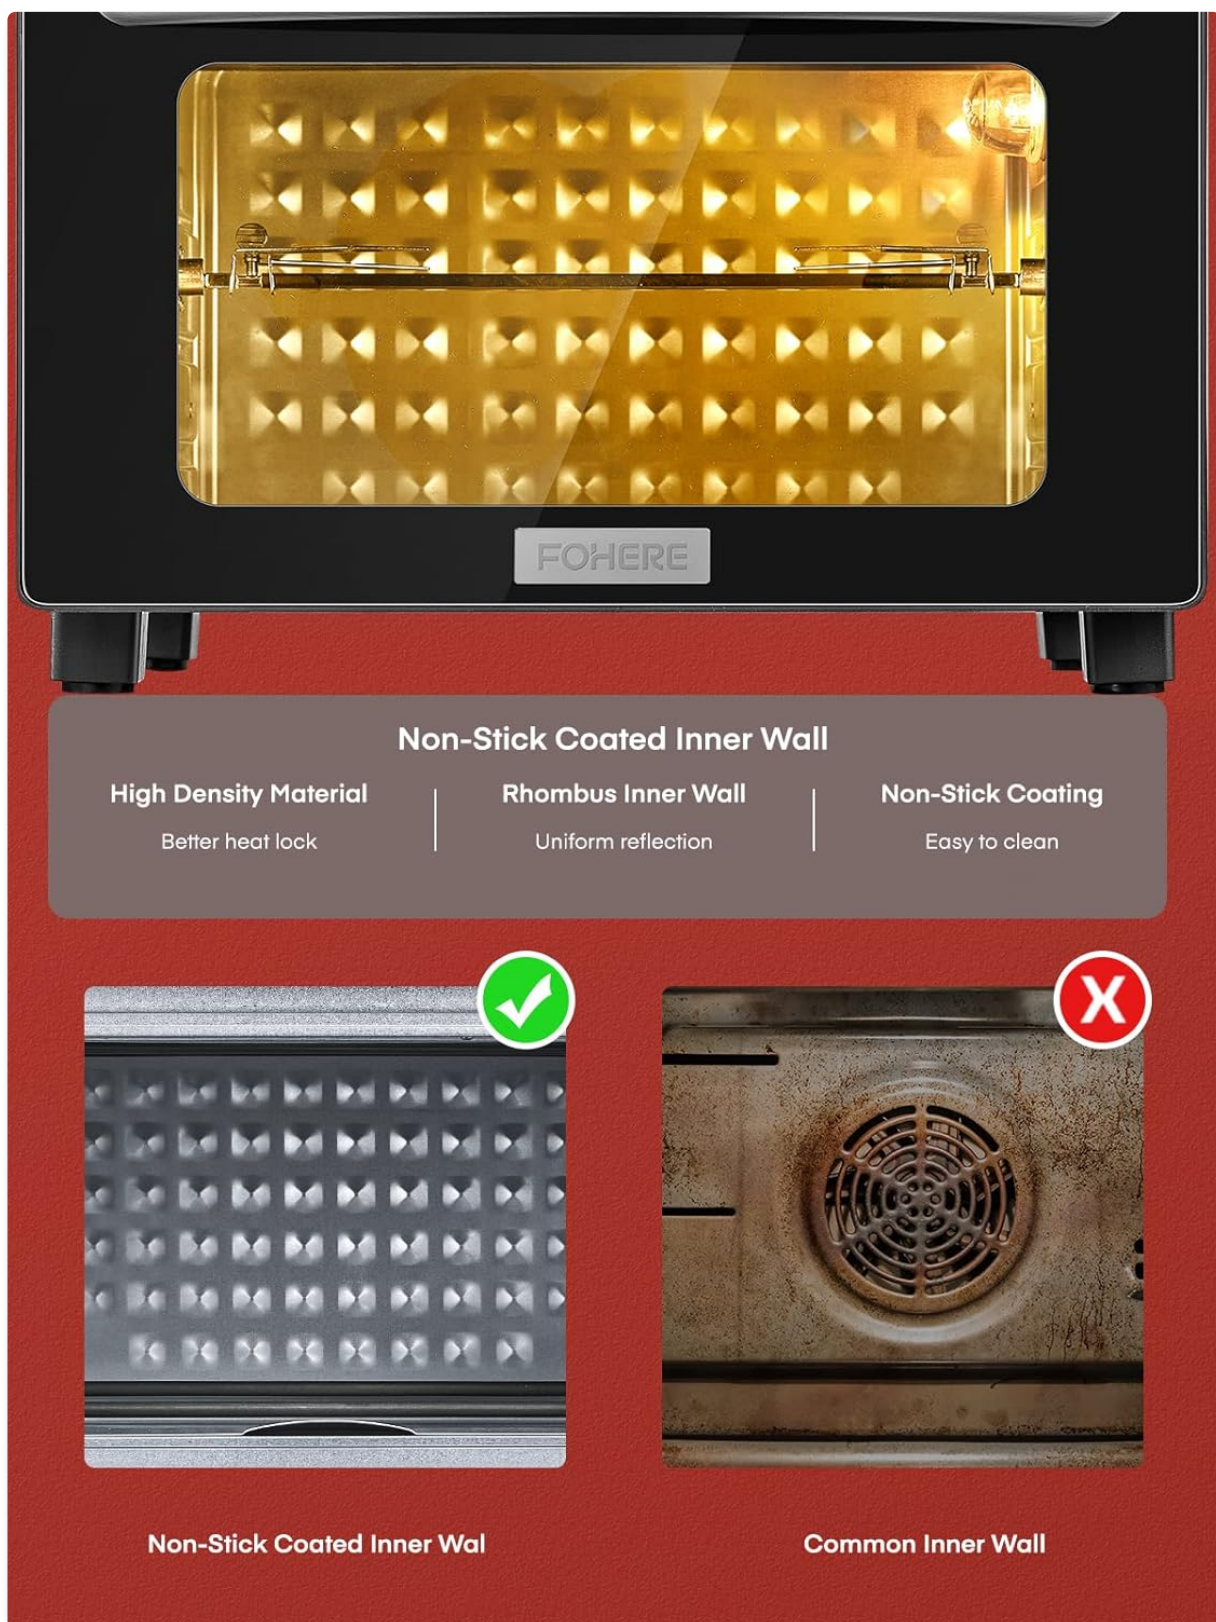 FOHERE
Non-Stick Coated Inner Wall
High Density Material
Better heat lock
Rhombus Inner Wall
Uniform reflection
Non-Stick Coating
Easy to clean
Non-Stick Coated Inner Wal
Common Inner Wall